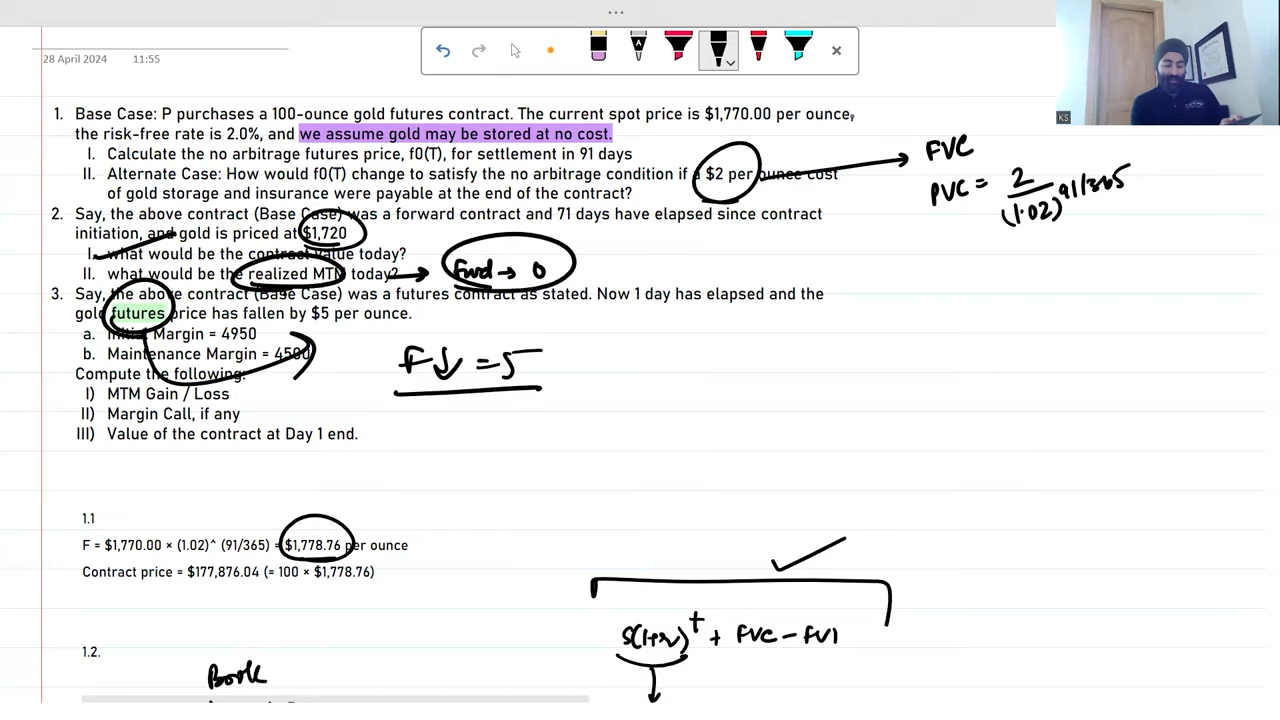 28 April 2024 11:55
1. Base Case: P purchases a 100-ounce gold futures contract. The current spot price is $1,770.00 per ounce,
the risk-free rate is 2.0%, and we assume gold may be stored at no cost.
I. Calculate the no arbitrage futures price, f0(T), for settlement in 91 days
II. Alternate Case: How would f0(T) change to satisfy the no arbitrage condition if a $2 per ounce cost
of gold storage and insurance were payable at the end of the contract?
FVC
PVC = 2 / (1.02)^91/365
2. Say, the above contract (Base Case) was a forward contract and 71 days have elapsed since contract
initiation, and gold is priced at $1,720
I. what would be the contract value today?
II. what would be the realized MTM today? Fwd → 0
3. Say, the above contract (Base Case) was a futures contract as stated. Now 1 day has elapsed and the
gold futures price has fallen by $5 per ounce.
a. Initial Margin = 4950
b. Maintenance Margin = 4500
F↓ = 5
Compute the following:
I) MTM Gain / Loss
II) Margin Call, if any
III) Value of the contract at Day 1 end.
1.1
F = $1,770.00 × (1.02)^ (91/365) = $1,778.76 per ounce
Contract price = $177,876.04 (= 100 × $1,778.76)
S(1+r)^t + FVC - FVI
1.2.
Book
KS